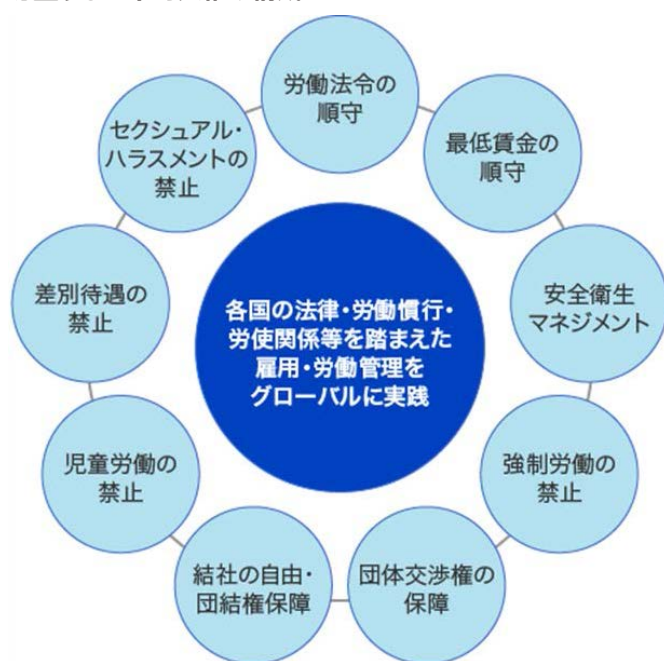 労働法令の
順守
最低賃金の
順守
安全衛生
マネジメント
強制労働の
禁止
団体交渉権の
保障
結社の自由・
団結権保障
児童労働の
禁止
差別待遇の
禁止
セクシュアル・
ハラスメントの
禁止
各国の法律・労働慣行・
労使関係等を踏まえた
雇用・労働管理を
グローバルに実践